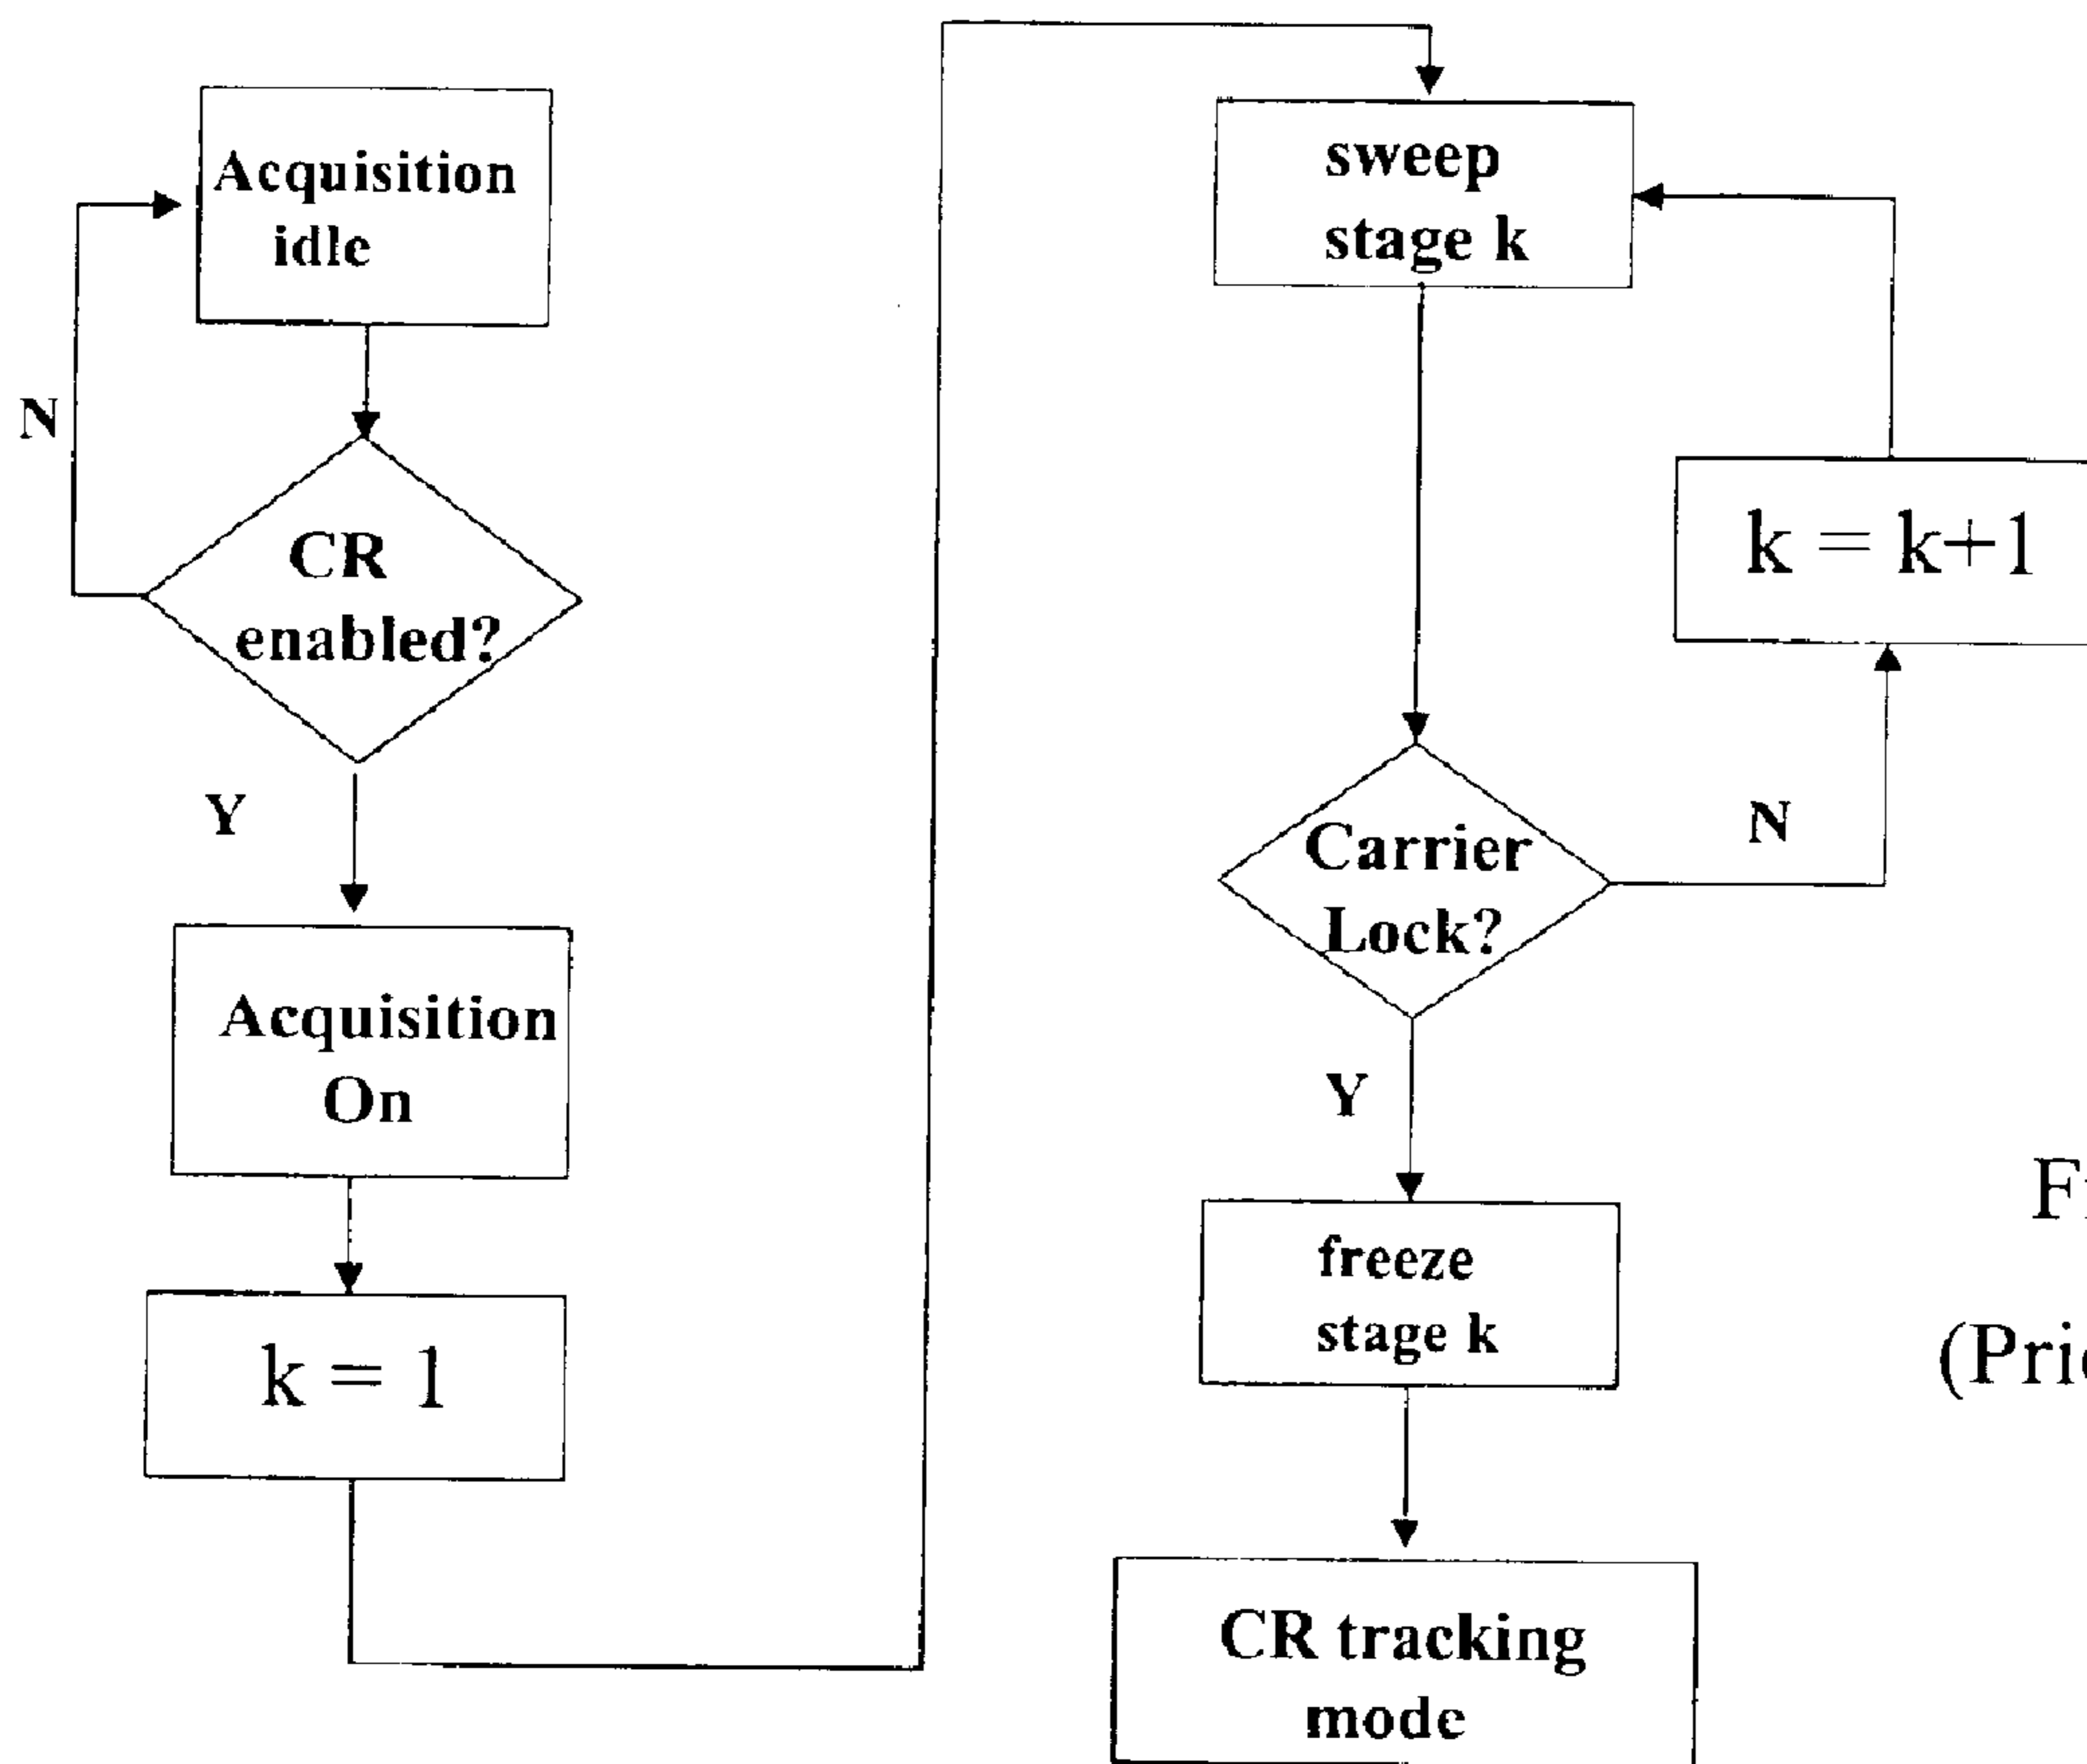 Acquisition
idle
N
CR
enabled?
Y
Acquisition
On
k = 1
sweep
stage k
k = k+1
Carrier
Lock?
N
Y
freeze
stage k
CR tracking
mode